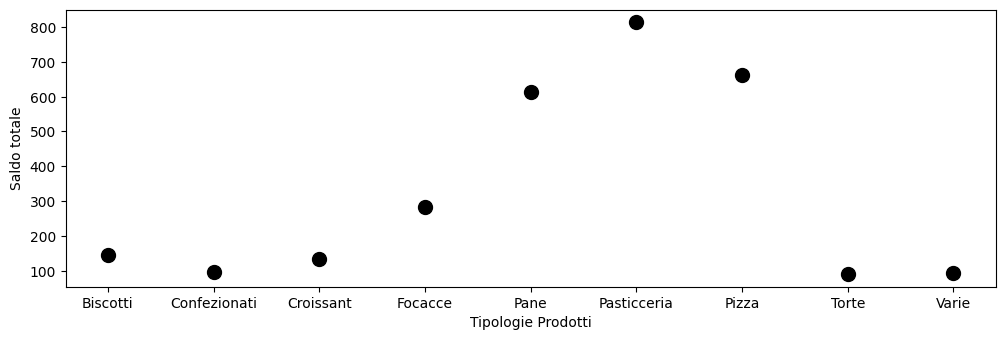 Saldo totale
800
700
600
500
400
300
200
100
Biscotti Confezionati Croissant Focacce Pane Pasticceria Pizza Torte Varie
Tipologie Prodotti